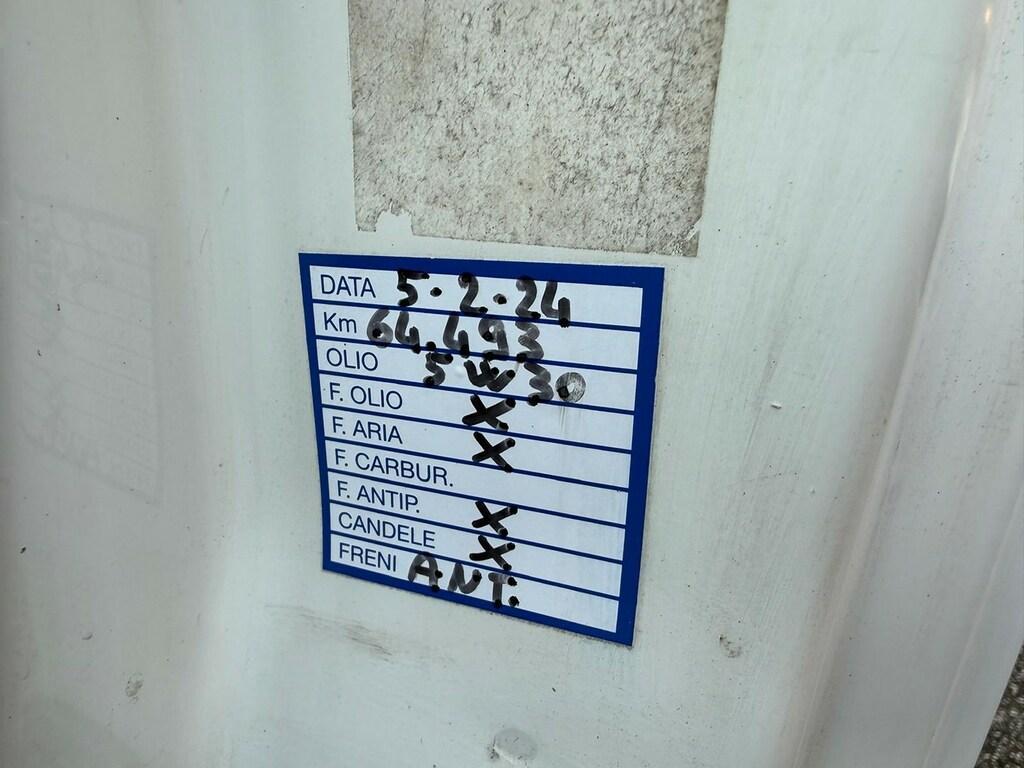 DATA 5.2.24
Km 64.493
OLIO 5W30
F. OLIO X
F. ARIA X
F. CARBUR.
F. ANTIP. X
CANDELE X
FRENI ANT.